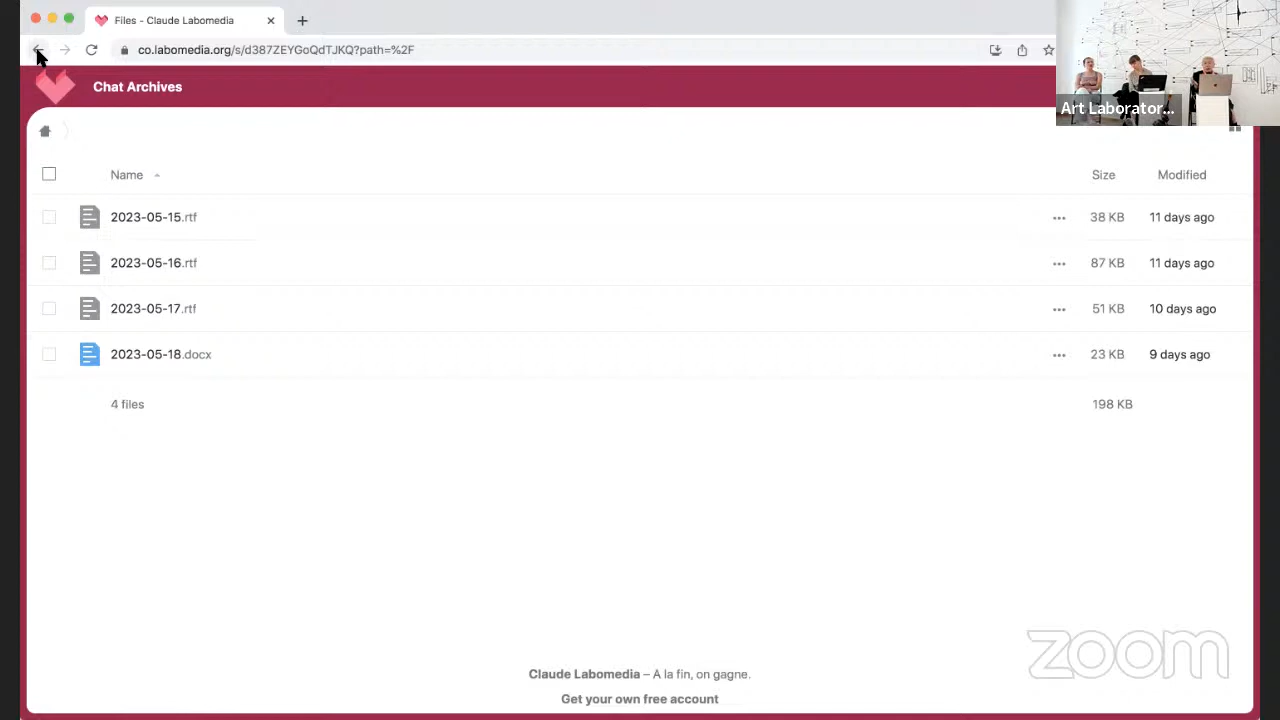 Files - Claude Labomedia
co.labomedia.org/s/d387ZEYGoQdTJKQ?path=%2F
Chat Archives
Art Laborator...
Name Size Modified
2023-05-15.rtf 38 KB 11 days ago
2023-05-16.rtf 87 KB 11 days ago
2023-05-17.rtf 51 KB 10 days ago
2023-05-18.docx 23 KB 9 days ago
4 files 198 KB
zoom
Claude Labomedia – A la fin, on gagne.
Get your own free account